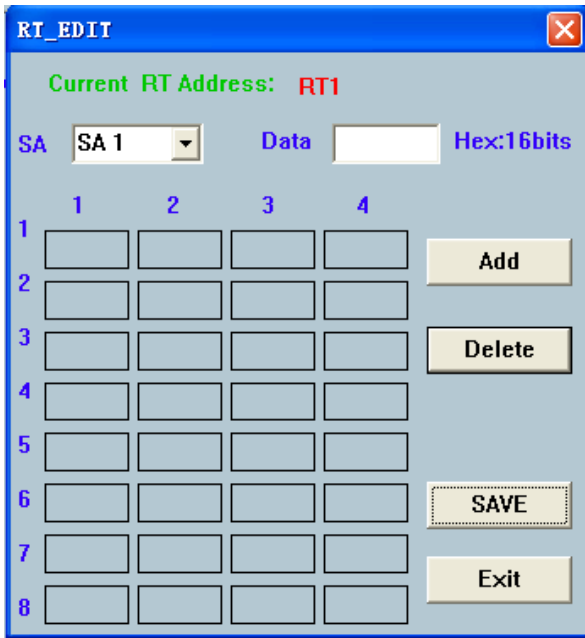 RT_EDIT
Current RT Address: RT1
SA SA 1 Data Hex:16bits
1 2 3 4
1
2
Add
3
Delete
4
5
6
SAVE
7
Exit
8